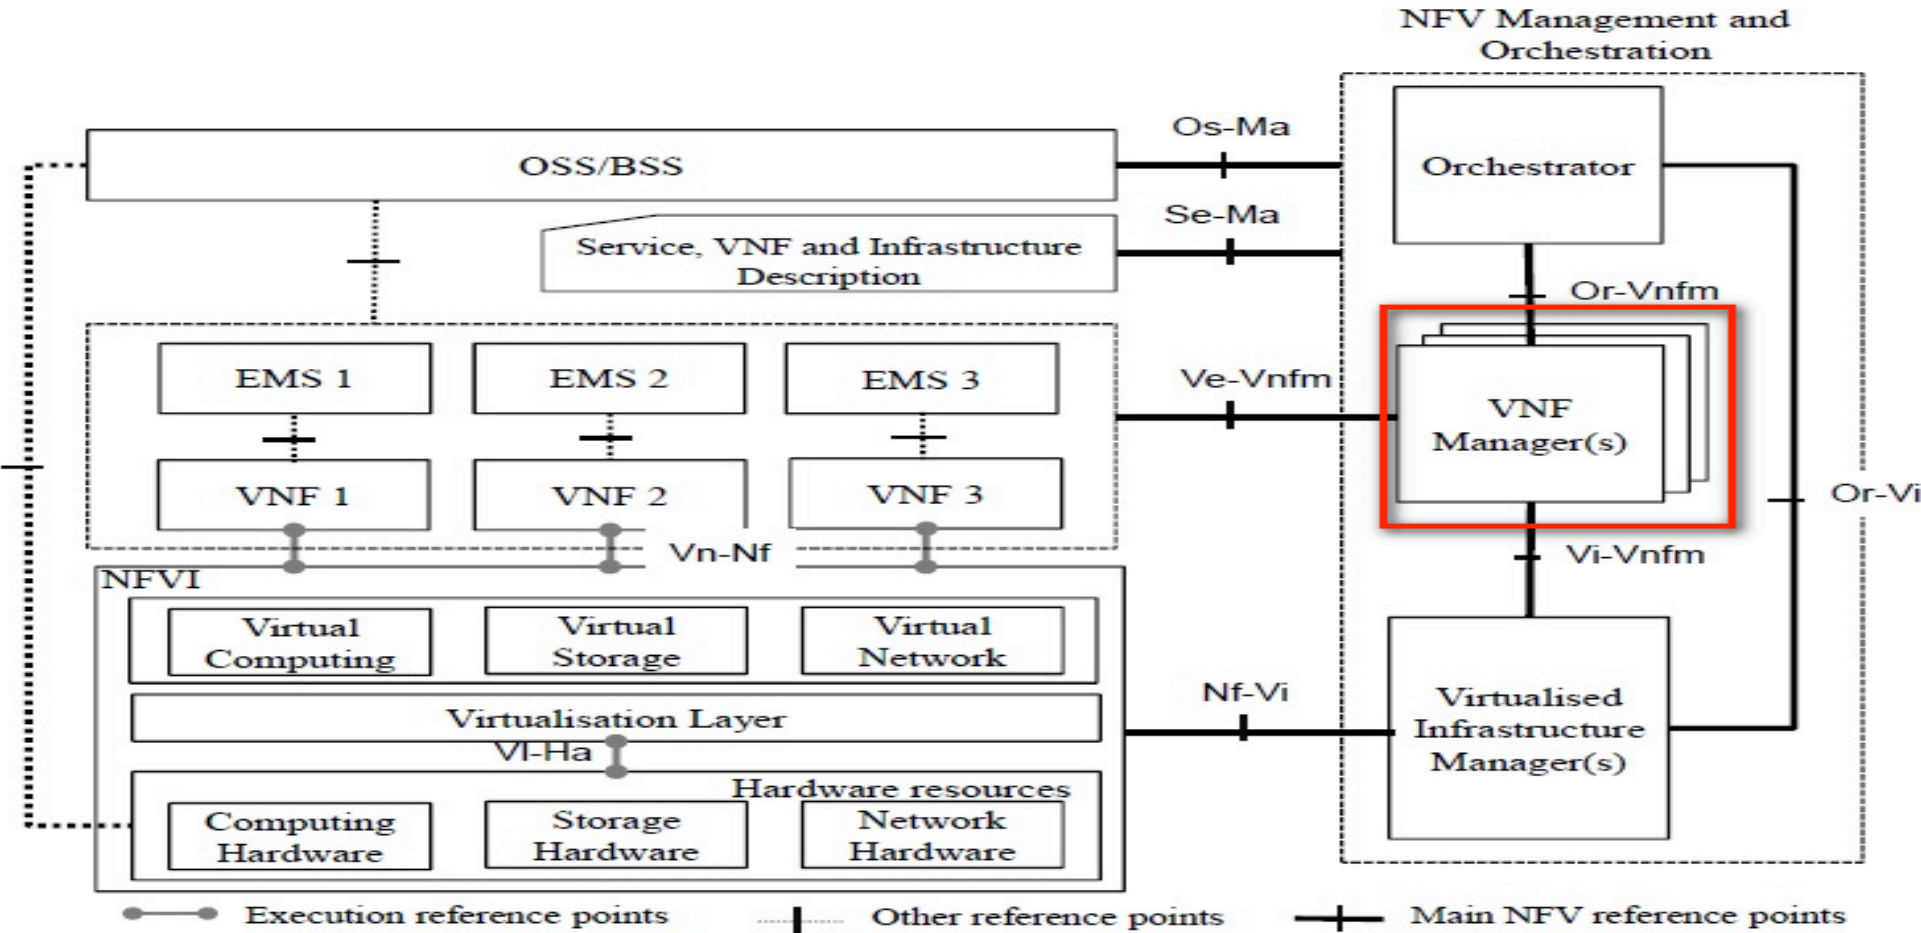 NFV Management and
Orchestration
Os-Ma
OSS/BSS
Orchestrator
Se-Ma
Service, VNF and Infrastructure
Description
Or-Vnfm
EMS 1
EMS 2
EMS 3
Ve-Vnfm
VNF
Manager(s)
VNF 1
VNF 2
VNF 3
Or-Vi
Vn-Nf
Vi-Vnfm
NFVI
Virtual
Computing
Virtual
Storage
Virtual
Network
Nf-Vi
Virtualised
Infrastructure
Manager(s)
Virtualisation Layer
Vl-Ha
Hardware resources
Computing
Hardware
Storage
Hardware
Network
Hardware
Execution reference points
Other reference points
Main NFV reference points